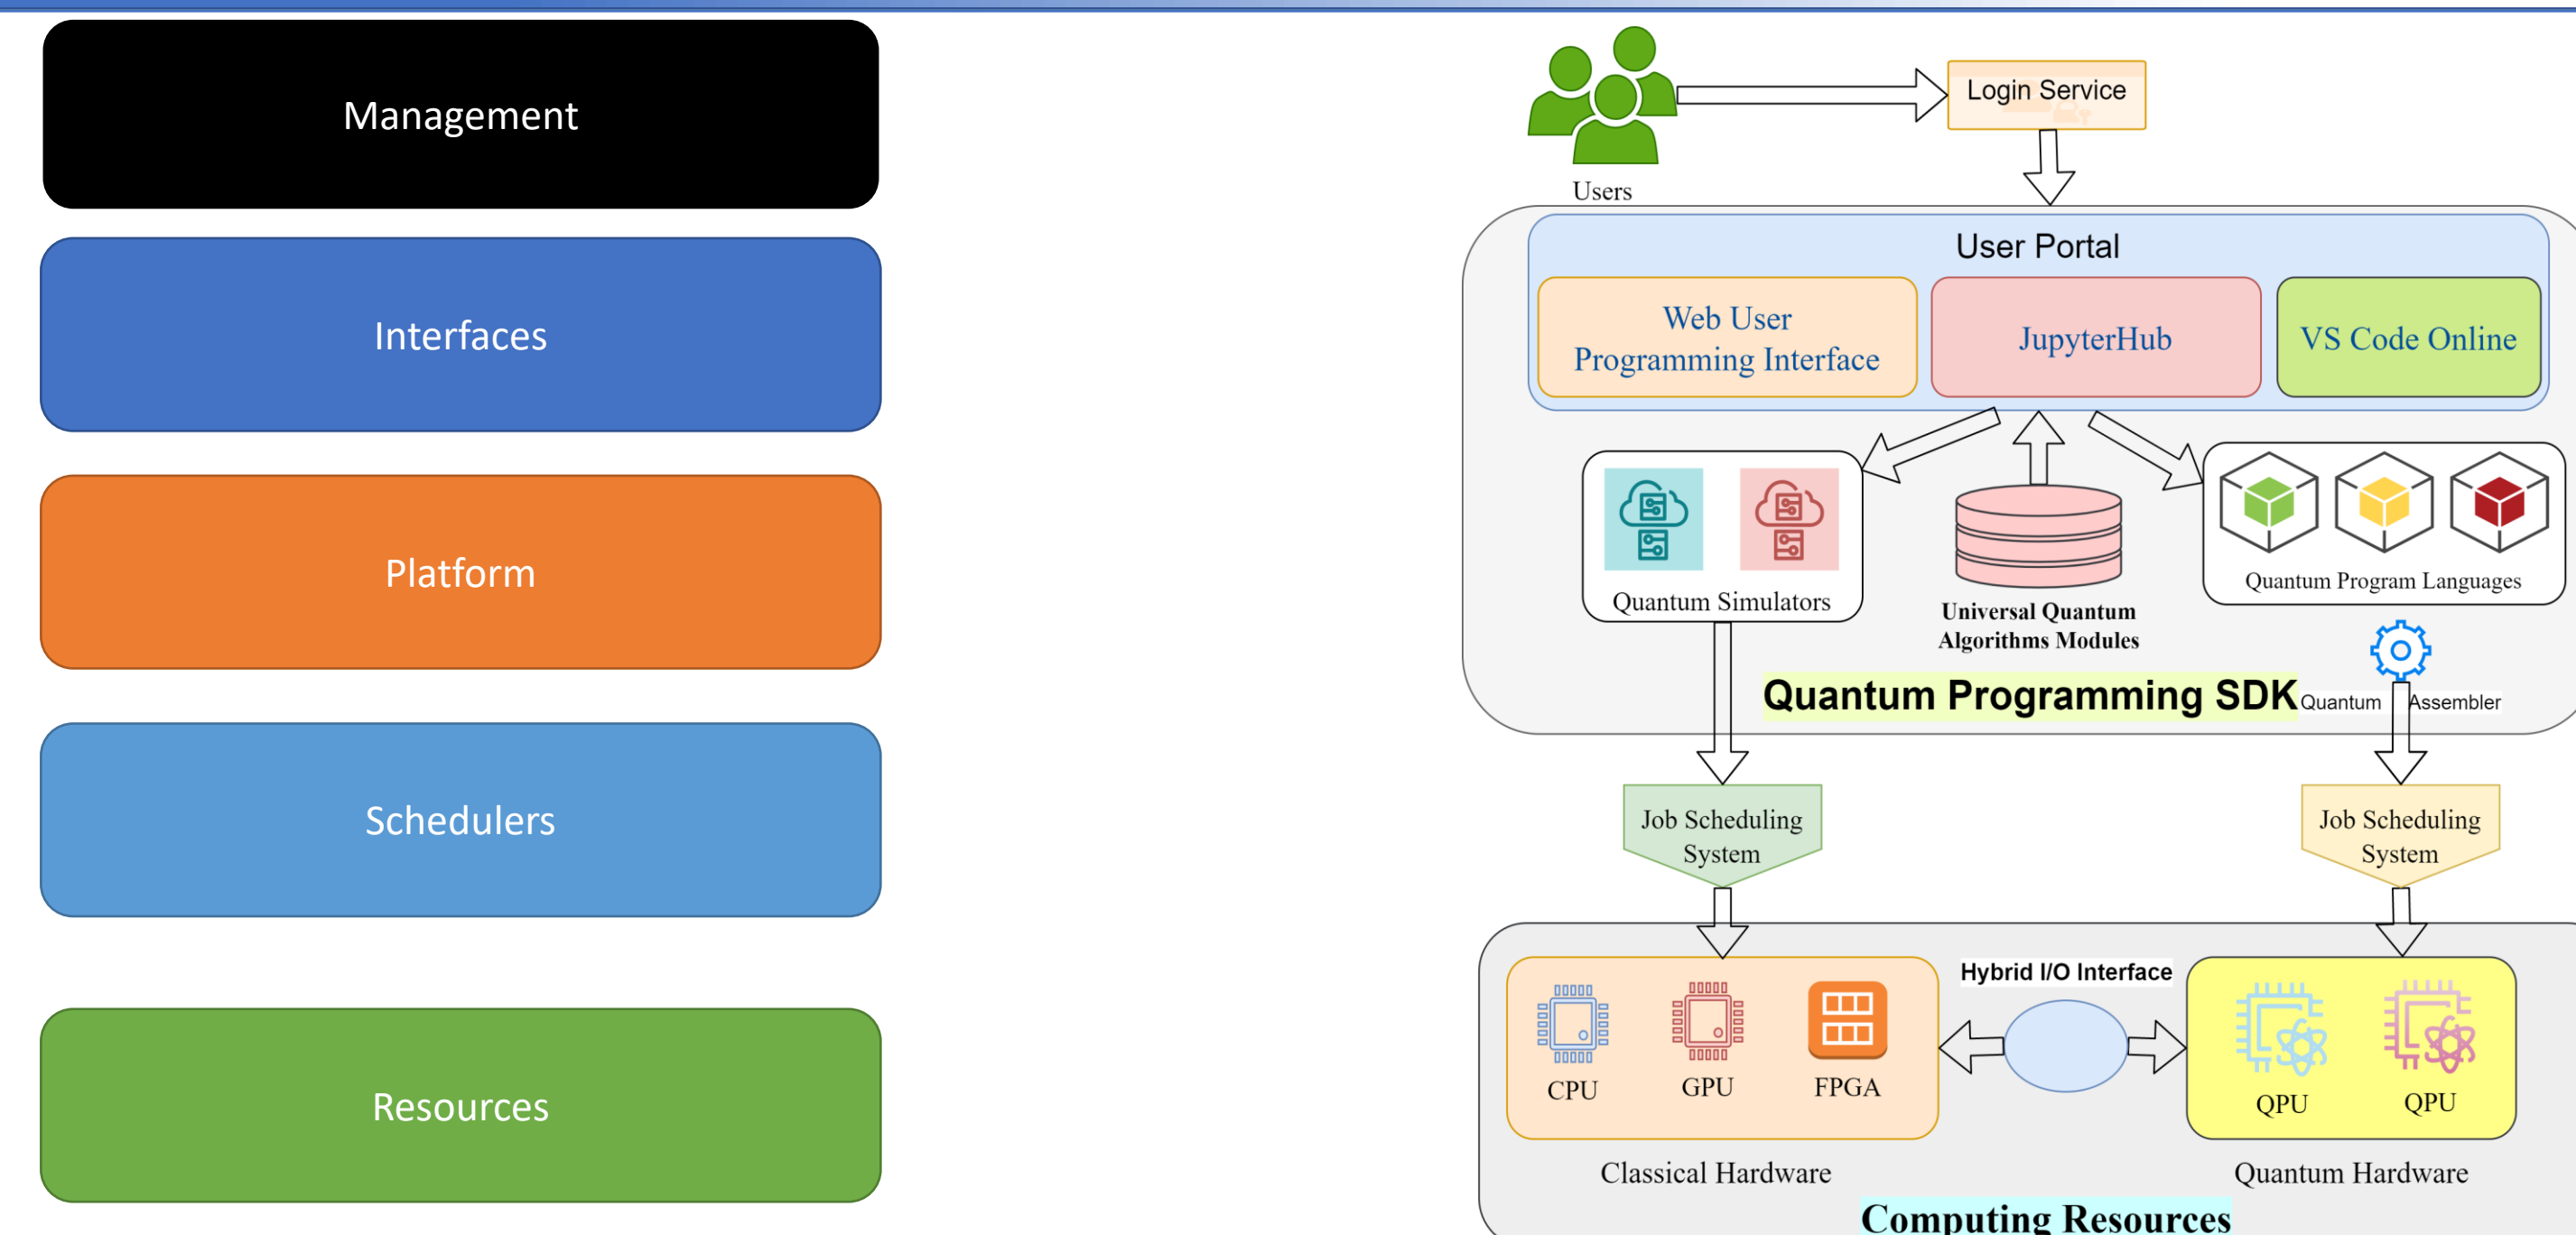 Management
Interfaces
Platform
Schedulers
Resources
Users
Login Service
User Portal
Web User
Programming Interface
JupyterHub
VS Code Online
Quantum Simulators
Universal Quantum
Algorithms Modules
Quantum Program Languages
Quantum Programming SDK
Quantum Assembler
Job Scheduling
System
Job Scheduling
System
CPU
GPU
FPGA
Hybrid I/O Interface
QPU
QPU
Classical Hardware
Quantum Hardware
Computing Resources